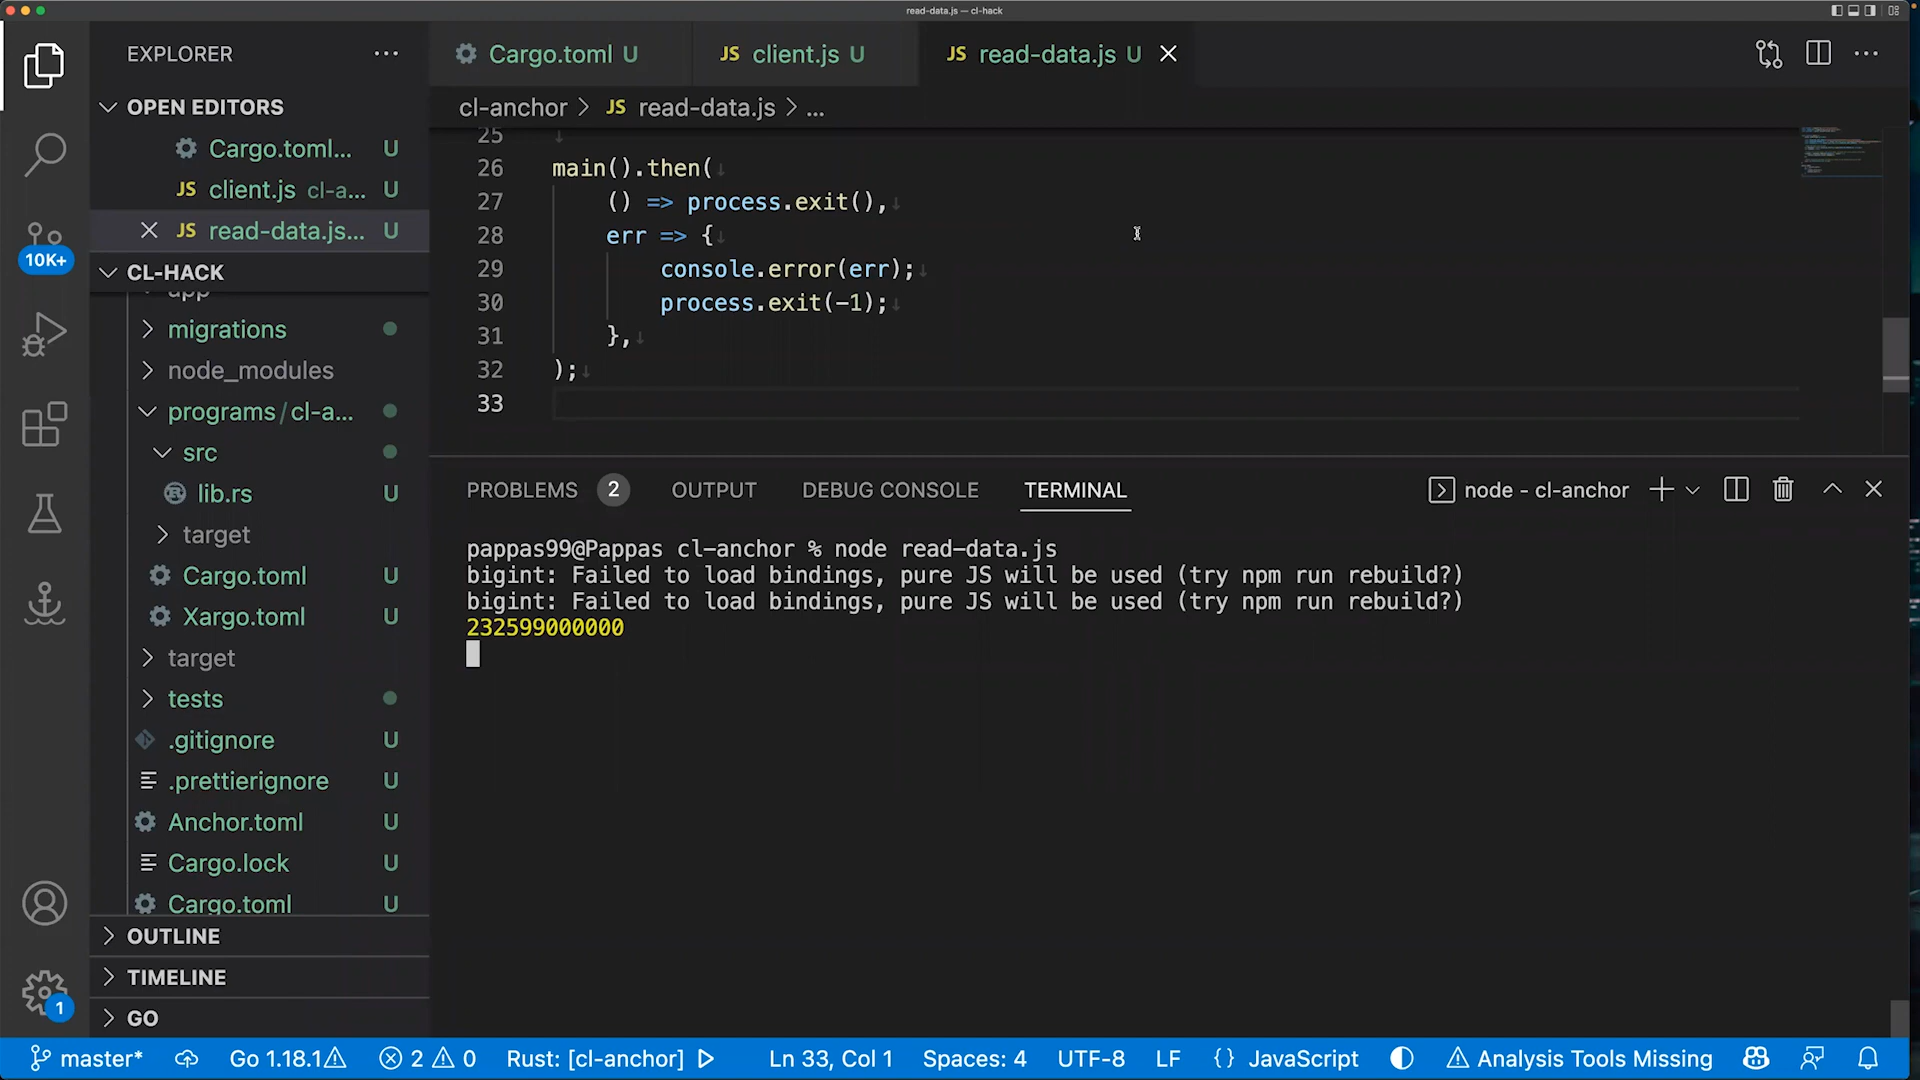 read-data.js — cl-hack
EXPLORER
Cargo.toml U
JS client.js U
JS read-data.js U
OPEN EDITORS
Cargo.toml... U
JS client.js cl-a... U
JS read-data.js... U
10K+
CL-HACK
app
migrations
node_modules
programs/cl-a...
src
lib.rs U
target
Cargo.toml U
Xargo.toml U
target
tests
.gitignore U
.prettierignore U
Anchor.toml U
Cargo.lock U
Cargo.toml U
OUTLINE
TIMELINE
GO
1
cl-anchor > JS read-data.js > ...
25
26 main().then(
27 () => process.exit(),
28 err => {
29 console.error(err);
30 process.exit(-1);
31 },
32 );
33
PROBLEMS 2 OUTPUT DEBUG CONSOLE TERMINAL node - cl-anchor
pappas99@Pappas cl-anchor % node read-data.js
bigint: Failed to load bindings, pure JS will be used (try npm run rebuild?)
bigint: Failed to load bindings, pure JS will be used (try npm run rebuild?)
232599000000
master* Go 1.18.1 2 0 Rust: [cl-anchor] Ln 33, Col 1 Spaces: 4 UTF-8 LF {} JavaScript Analysis Tools Missing